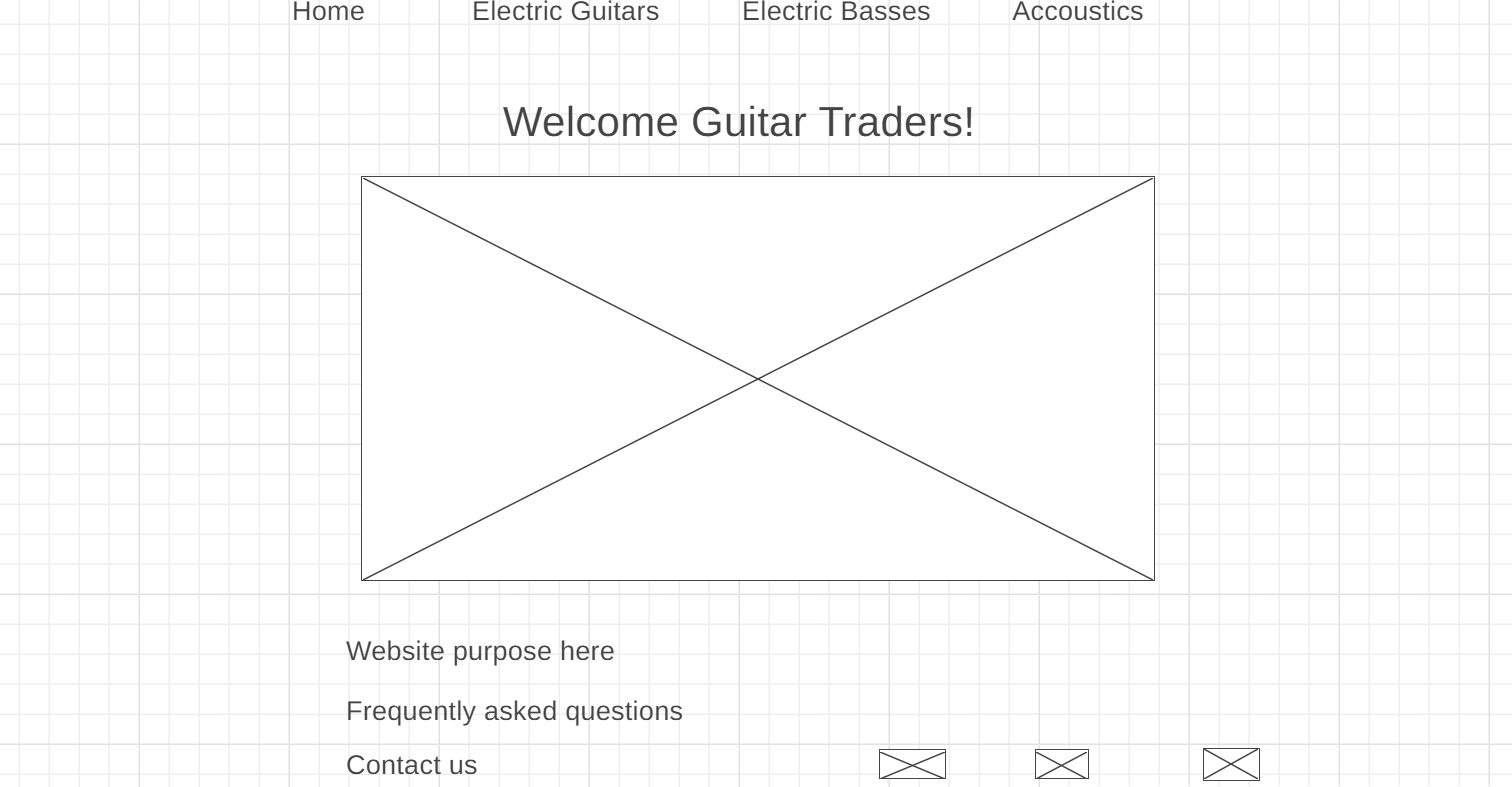 Home Electric Guitars Electric Basses Accoustics
Welcome Guitar Traders!
Website purpose here
Frequently asked questions
Contact us